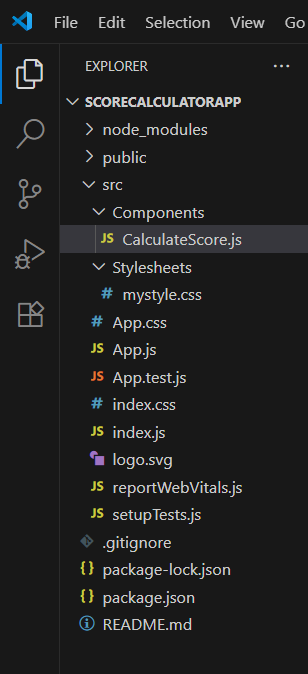 File Edit Selection View Go
EXPLORER
SCORECALCULATORAPP
node_modules
public
src
Components
JS CalculateScore.js
Stylesheets
# mystyle.css
# App.css
JS App.js
JS App.test.js
# index.css
JS index.js
logo.svg
JS reportWebVitals.js
JS setupTests.js
.gitignore
{} package-lock.json
{} package.json
README.md